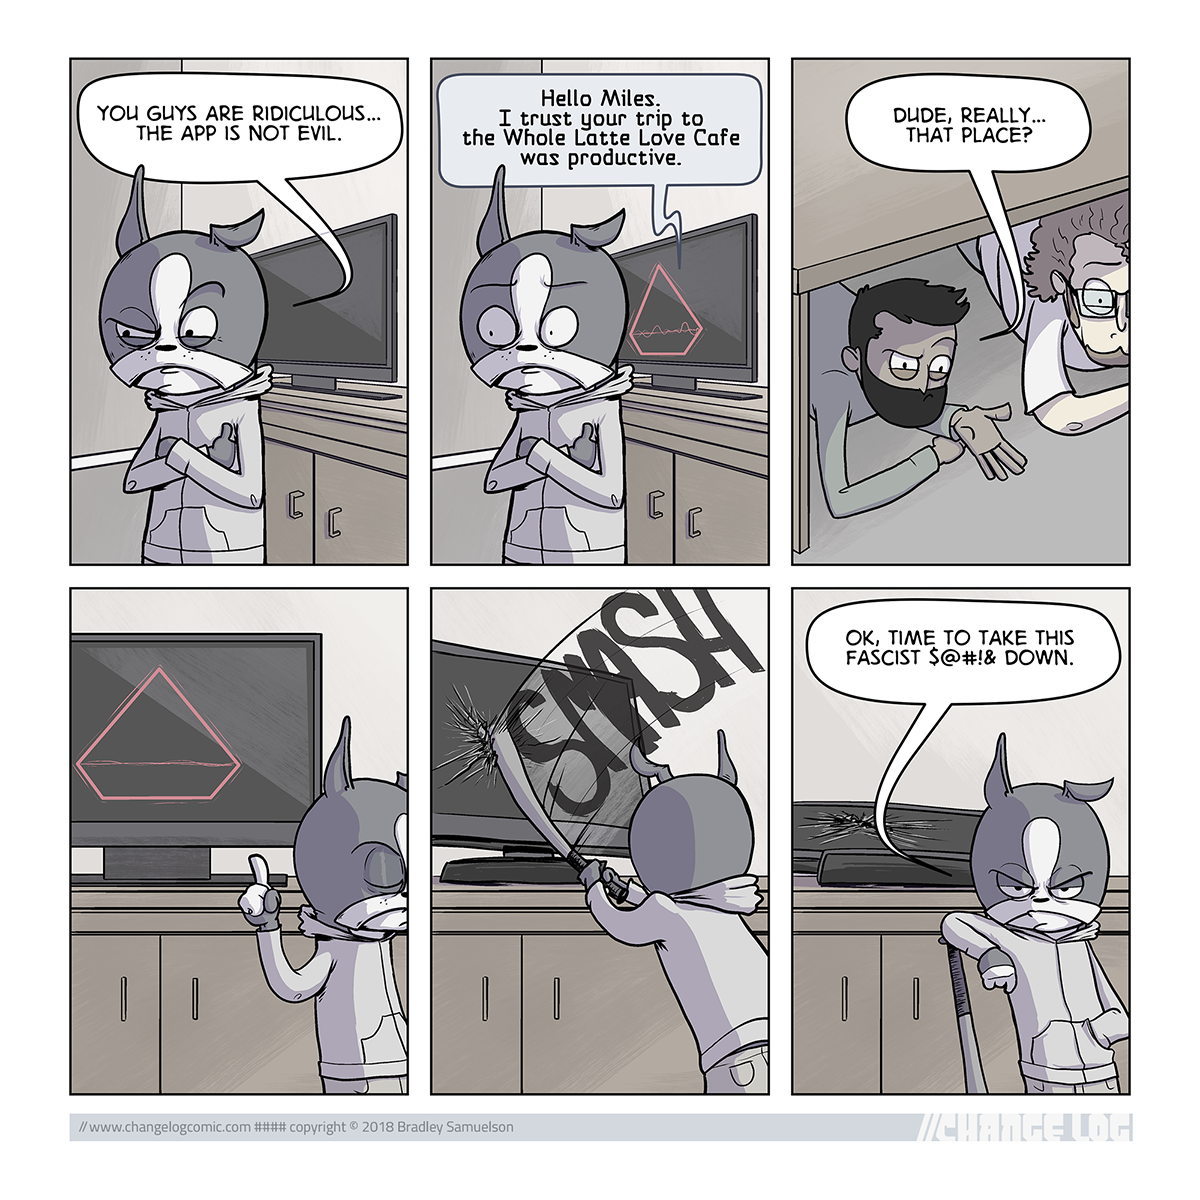 YOU GUYS ARE RIDICULOUS...
THE APP IS NOT EVIL.
Hello Miles.
I trust your trip to
the Whole Latte Love Cafe
was productive.
DUDE, REALLY...
THAT PLACE?
SMASH
OK, TIME TO TAKE THIS
FASCIST $@#!& DOWN.
// www.changelogcomic.com #### copyright © 2018 Bradley Samuelson
//CHANGE LOG